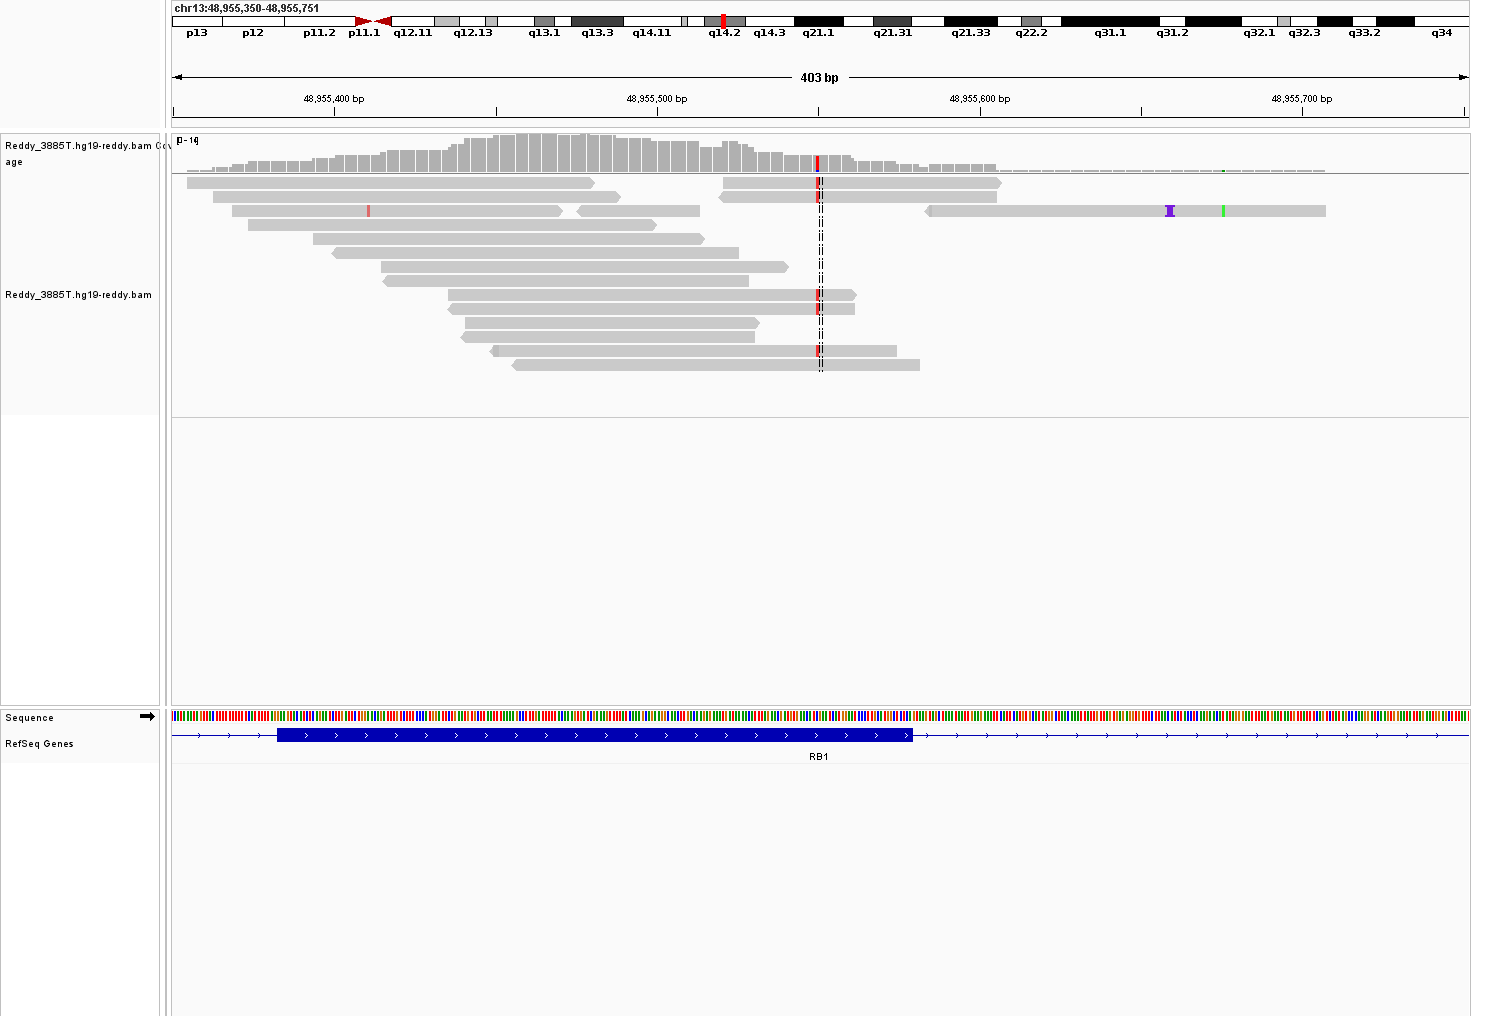 chr13:48,955,350-48,955,751
p13 p12 p11.2 p11.1 q12.11 q12.13 q13.1 q13.3 q14.11 q14.2 q14.3 q21.1 q21.31 q21.33 q22.2 q31.1 q31.2 q32.1 q32.3 q33.2 q34
403 bp
48,955,400 bp 48,955,500 bp 48,955,600 bp 48,955,700 bp
Reddy_3885T.hg19-reddy.bam Cov
age
Reddy_3885T.hg19-reddy.bam
Sequence
RefSeq Genes
RB1